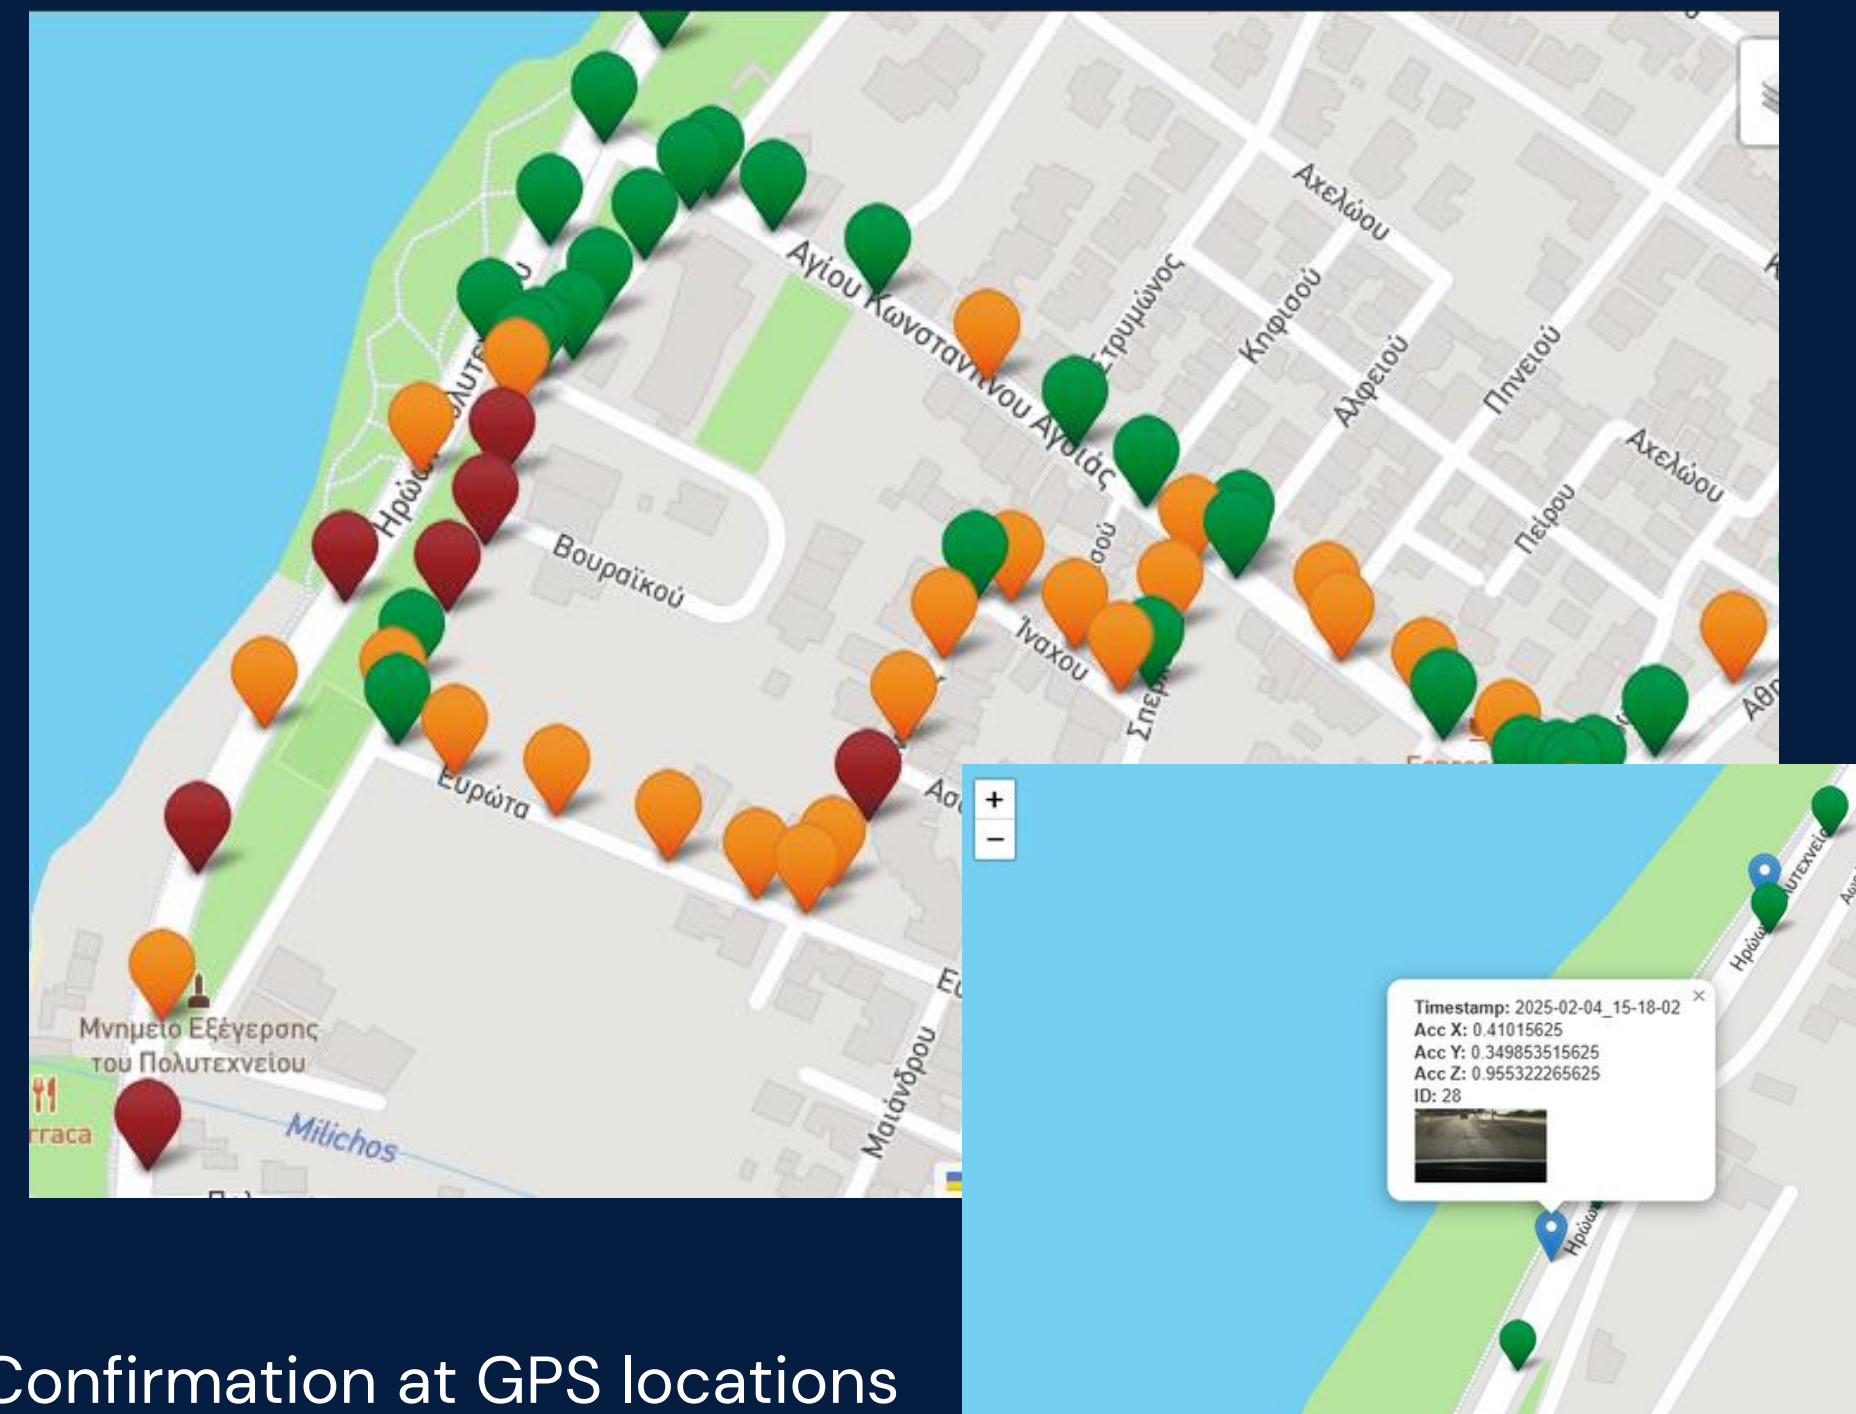 Αχελώου
Αγίου Κωνσταντίνου Αγυιάς
Στρυμώνος
Κηφισού
Αλφειού
Πηνειού
Αχελώου
Πείρου
Βουραϊκού
Ίναχου
Ευρώτα
Μνημείο Εξέγερσης
του Πολυτεχνείου
Milichos
Μαιάνδρου
+
−
Timestamp: 2025-02-04_15-18-02
Acc X: 0.41015625
Acc Y: 0.349853515625
Acc Z: 0.955322265625
ID: 28
Confirmation at GPS locations